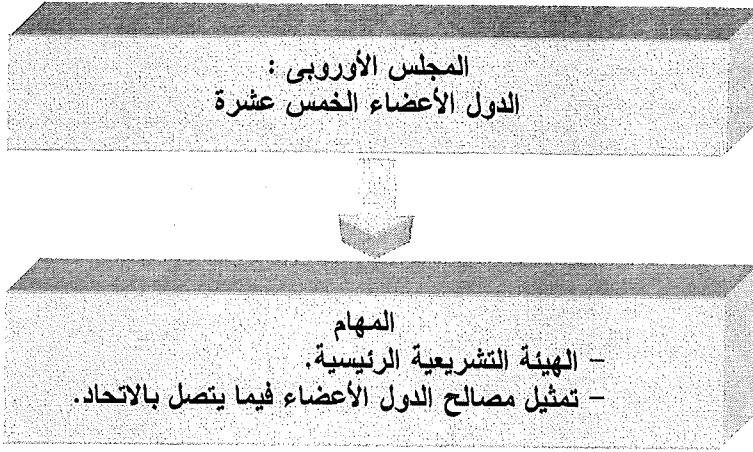 المجلس الأوروبى :
الدول الأعضاء الخمس عشرة
المهام
- الهيئة التشريعية الرئيسية.
- تمثيل مصالح الدول الأعضاء فيما يتصل بالاتحاد.